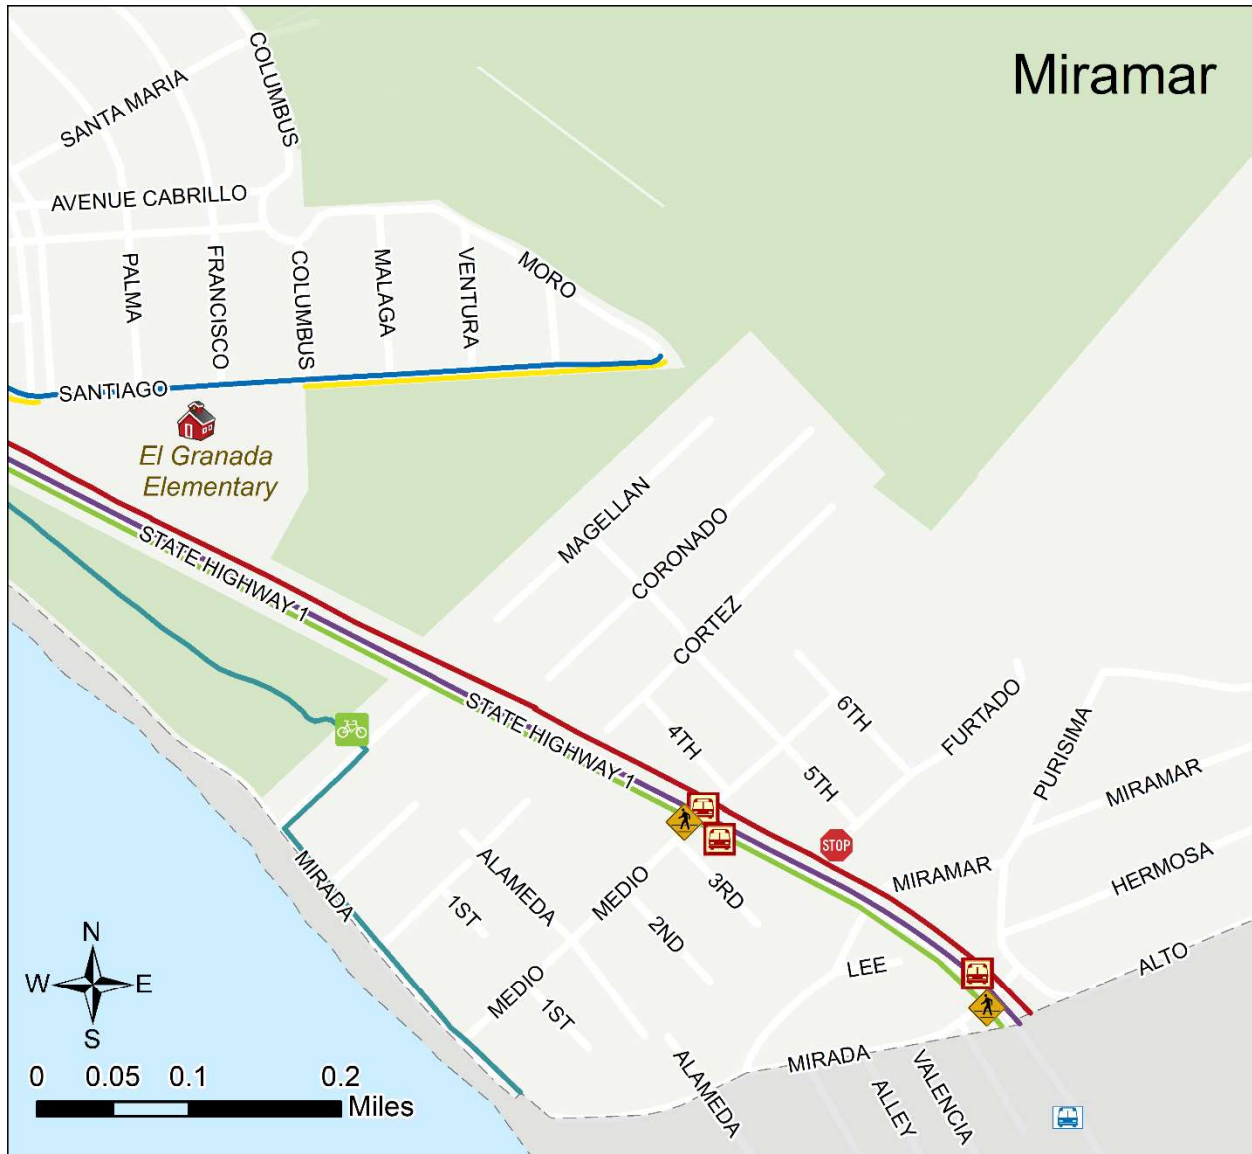 Miramar
COLUMBUS
SANTA MARIA
AVENUE CABRILLO
PALMA
FRANCISCO
COLUMBUS
MALAGA
VENTURA
MORO
SANTIAGO
El Granada
Elementary
STATE HIGHWAY 1
MAGELLAN
CORONADO
CORTEZ
STATE HIGHWAY 1
4TH
5TH
6TH
FURTADO
PURISIMA
MIRAMAR
STOP
MIRAMAR
HERMOSA
MIRADA
ALAMEDA
1ST
MEDIO
3RD
2ND
LEE
ALTO
MEDIO
1ST
MIRADA
ALAMEDA
ALLEY
VALENCIA
N
W E
S
0 0.05 0.1 0.2
Miles